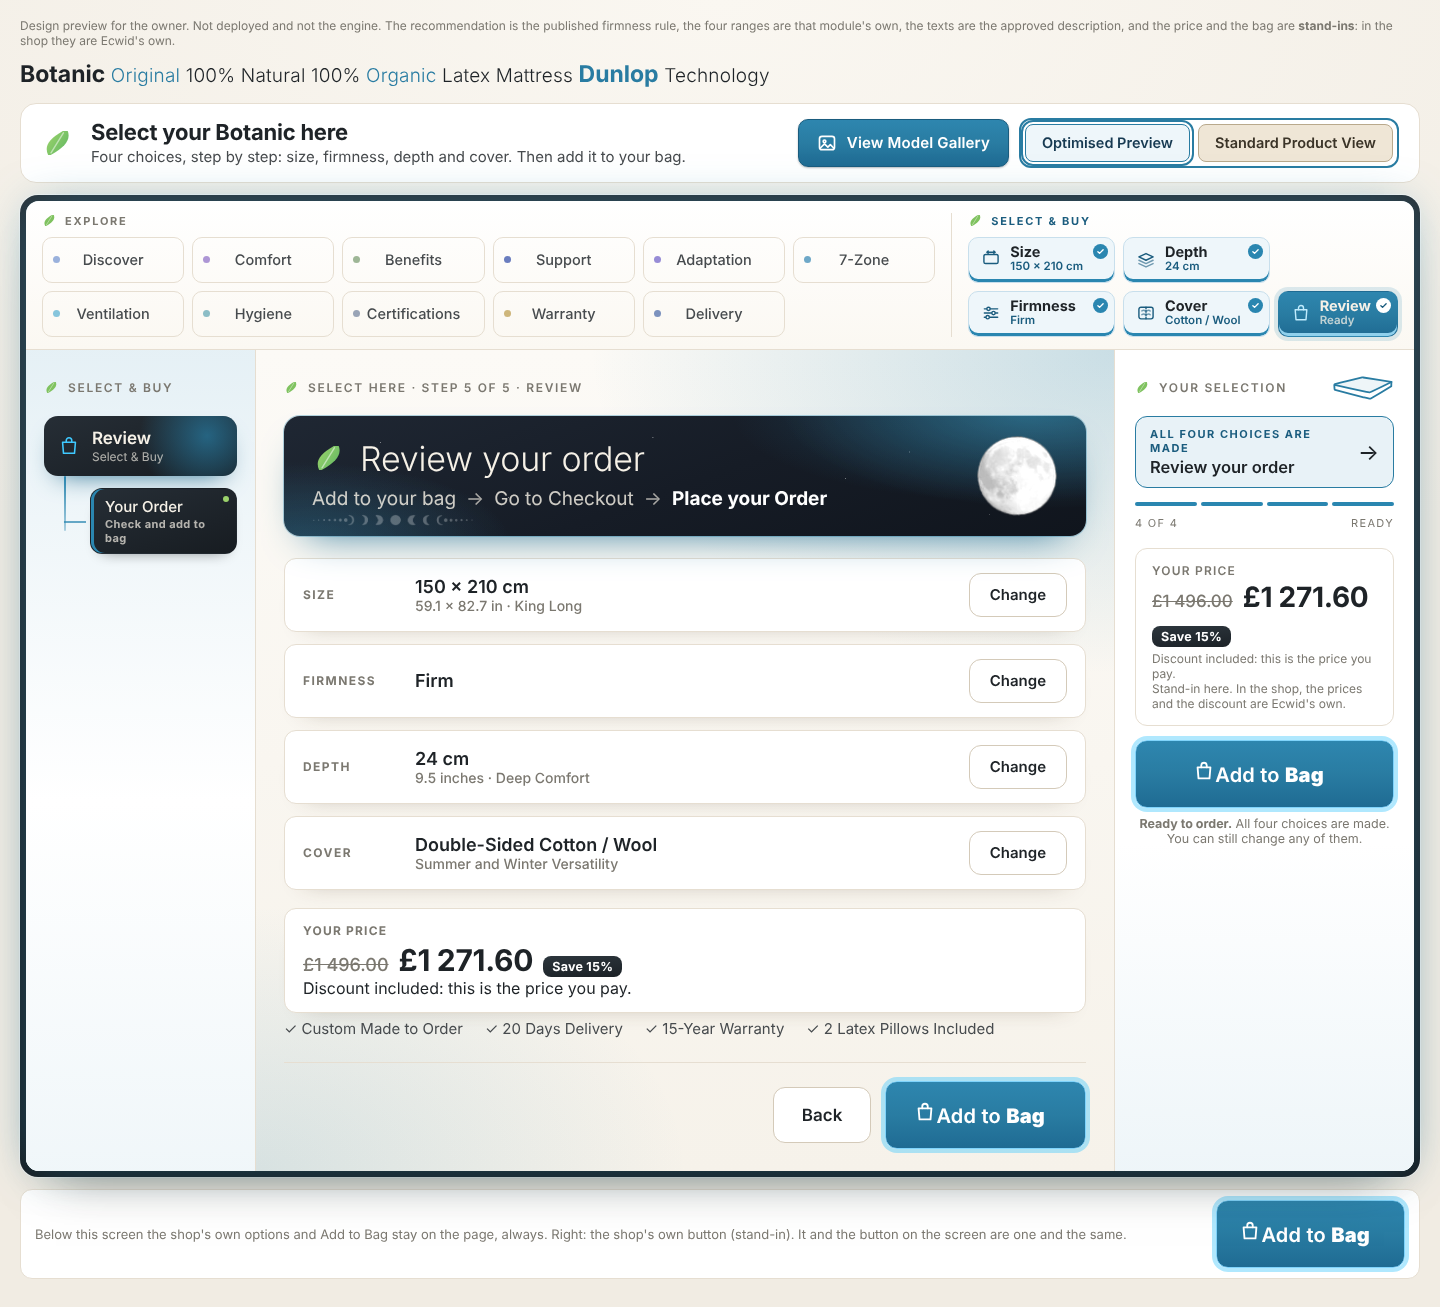 Design preview for the owner. Not deployed and not the engine. The recommendation is the published firmness rule, the four ranges are that module's own, the texts are the approved description, and the price and the bag are stand-ins: in the
shop they are Ecwid's own.
Botanic Original 100% Natural 100% Organic Latex Mattress Dunlop Technology
Select your Botanic here
Four choices, step by step: size, firmness, depth and cover. Then add it to your bag.
View Model Gallery
Optimised Preview
Standard Product View
EXPLORE
Discover
Comfort
Benefits
Support
Adaptation
7-Zone
Ventilation
Hygiene
Certifications
Warranty
Delivery
SELECT & BUY
Size
150 × 210 cm
Depth
24 cm
Firmness
Firm
Cover
Cotton / Wool
Review
Ready
SELECT & BUY
Review
Select & Buy
Your Order
Check and add to
bag
SELECT HERE · STEP 5 OF 5 · REVIEW
Review your order
Add to your bag → Go to Checkout → Place your Order
SIZE
150 × 210 cm
59.1 × 82.7 in · King Long
Change
FIRMNESS
Firm
Change
DEPTH
24 cm
9.5 inches · Deep Comfort
Change
COVER
Double-Sided Cotton / Wool
Summer and Winter Versatility
Change
YOUR PRICE
£1 496.00 £1 271.60 Save 15%
Discount included: this is the price you pay.
✓ Custom Made to Order ✓ 20 Days Delivery ✓ 15-Year Warranty ✓ 2 Latex Pillows Included
Back
Add to Bag
YOUR SELECTION
ALL FOUR CHOICES ARE
MADE
Review your order →
4 OF 4
READY
YOUR PRICE
£1 496.00 £1 271.60
Save 15%
Discount included: this is the price you
pay.
Stand-in here. In the shop, the prices
and the discount are Ecwid's own.
Add to Bag
Ready to order. All four choices are made.
You can still change any of them.
Below this screen the shop's own options and Add to Bag stay on the page, always. Right: the shop's own button (stand-in). It and the button on the screen are one and the same.
Add to Bag